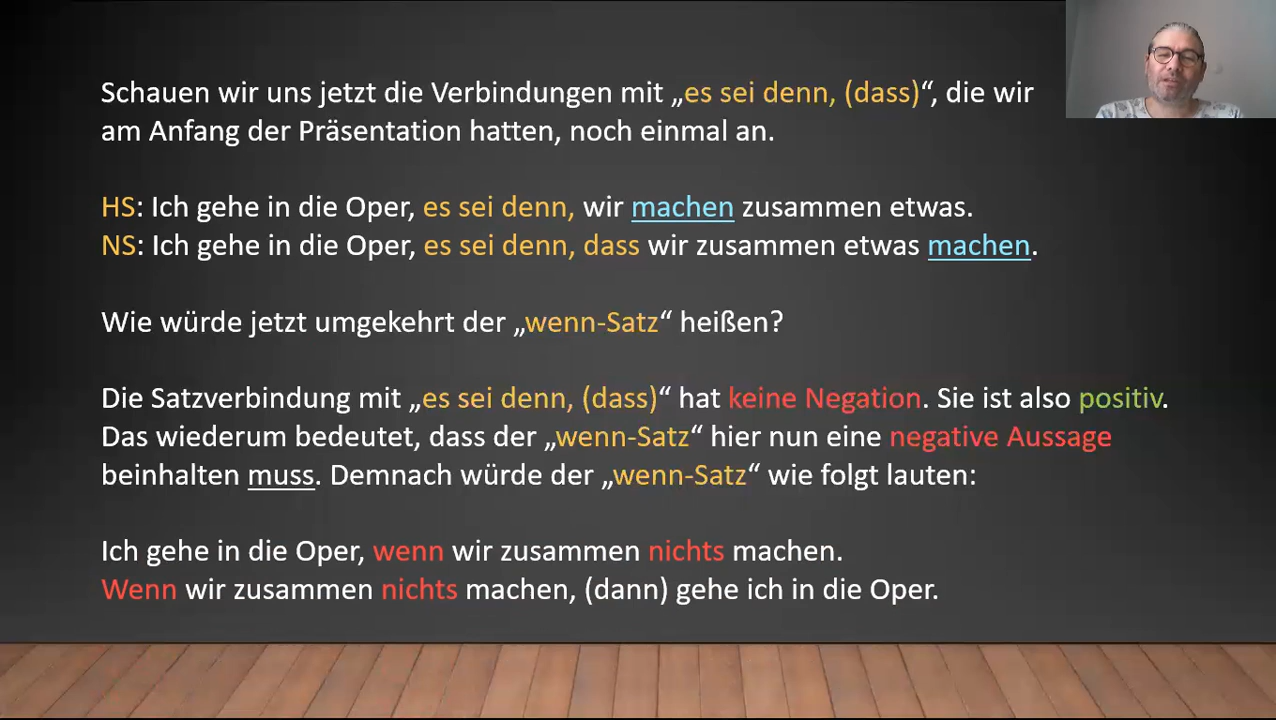 Schauen wir uns jetzt die Verbindungen mit „es sei denn, (dass)“, die wir
am Anfang der Präsentation hatten, noch einmal an.
HS: Ich gehe in die Oper, es sei denn, wir machen zusammen etwas.
NS: Ich gehe in die Oper, es sei denn, dass wir zusammen etwas machen.
Wie würde jetzt umgekehrt der „wenn-Satz“ heißen?
Die Satzverbindung mit „es sei denn, (dass)“ hat keine Negation. Sie ist also positiv.
Das wiederum bedeutet, dass der „wenn-Satz“ hier nun eine negative Aussage
beinhalten muss. Demnach würde der „wenn-Satz“ wie folgt lauten:
Ich gehe in die Oper, wenn wir zusammen nichts machen.
Wenn wir zusammen nichts machen, (dann) gehe ich in die Oper.